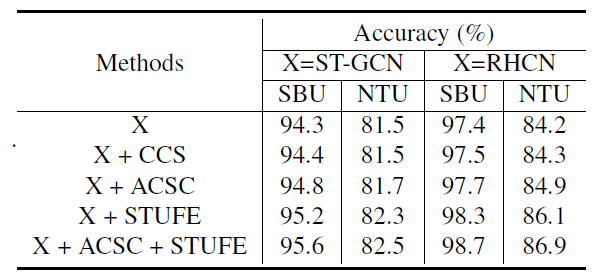 Methods Accuracy (%)
X=ST-GCN X=RHCN
SBU NTU SBU NTU
X 94.3 81.5 97.4 84.2
X + CCS 94.4 81.5 97.5 84.3
X + ACSC 94.8 81.7 97.7 84.9
X + STUFE 95.2 82.3 98.3 86.1
X + ACSC + STUFE 95.6 82.5 98.7 86.9